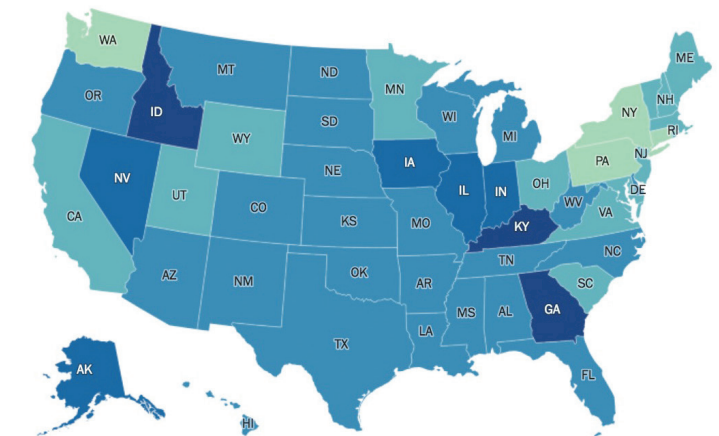 WA
ME
MT
ND
MN
OR
NH
WI
NY
ID
SD
RI
MI
WY
IA
PA
NJ
NE
NV
OH
IL
IN
DE
UT
WV
CO
VA
CA
KS
MO
KY
NC
TN
AZ
OK
NM
AR
SC
MS
AL
GA
LA
TX
AK
FL
HI